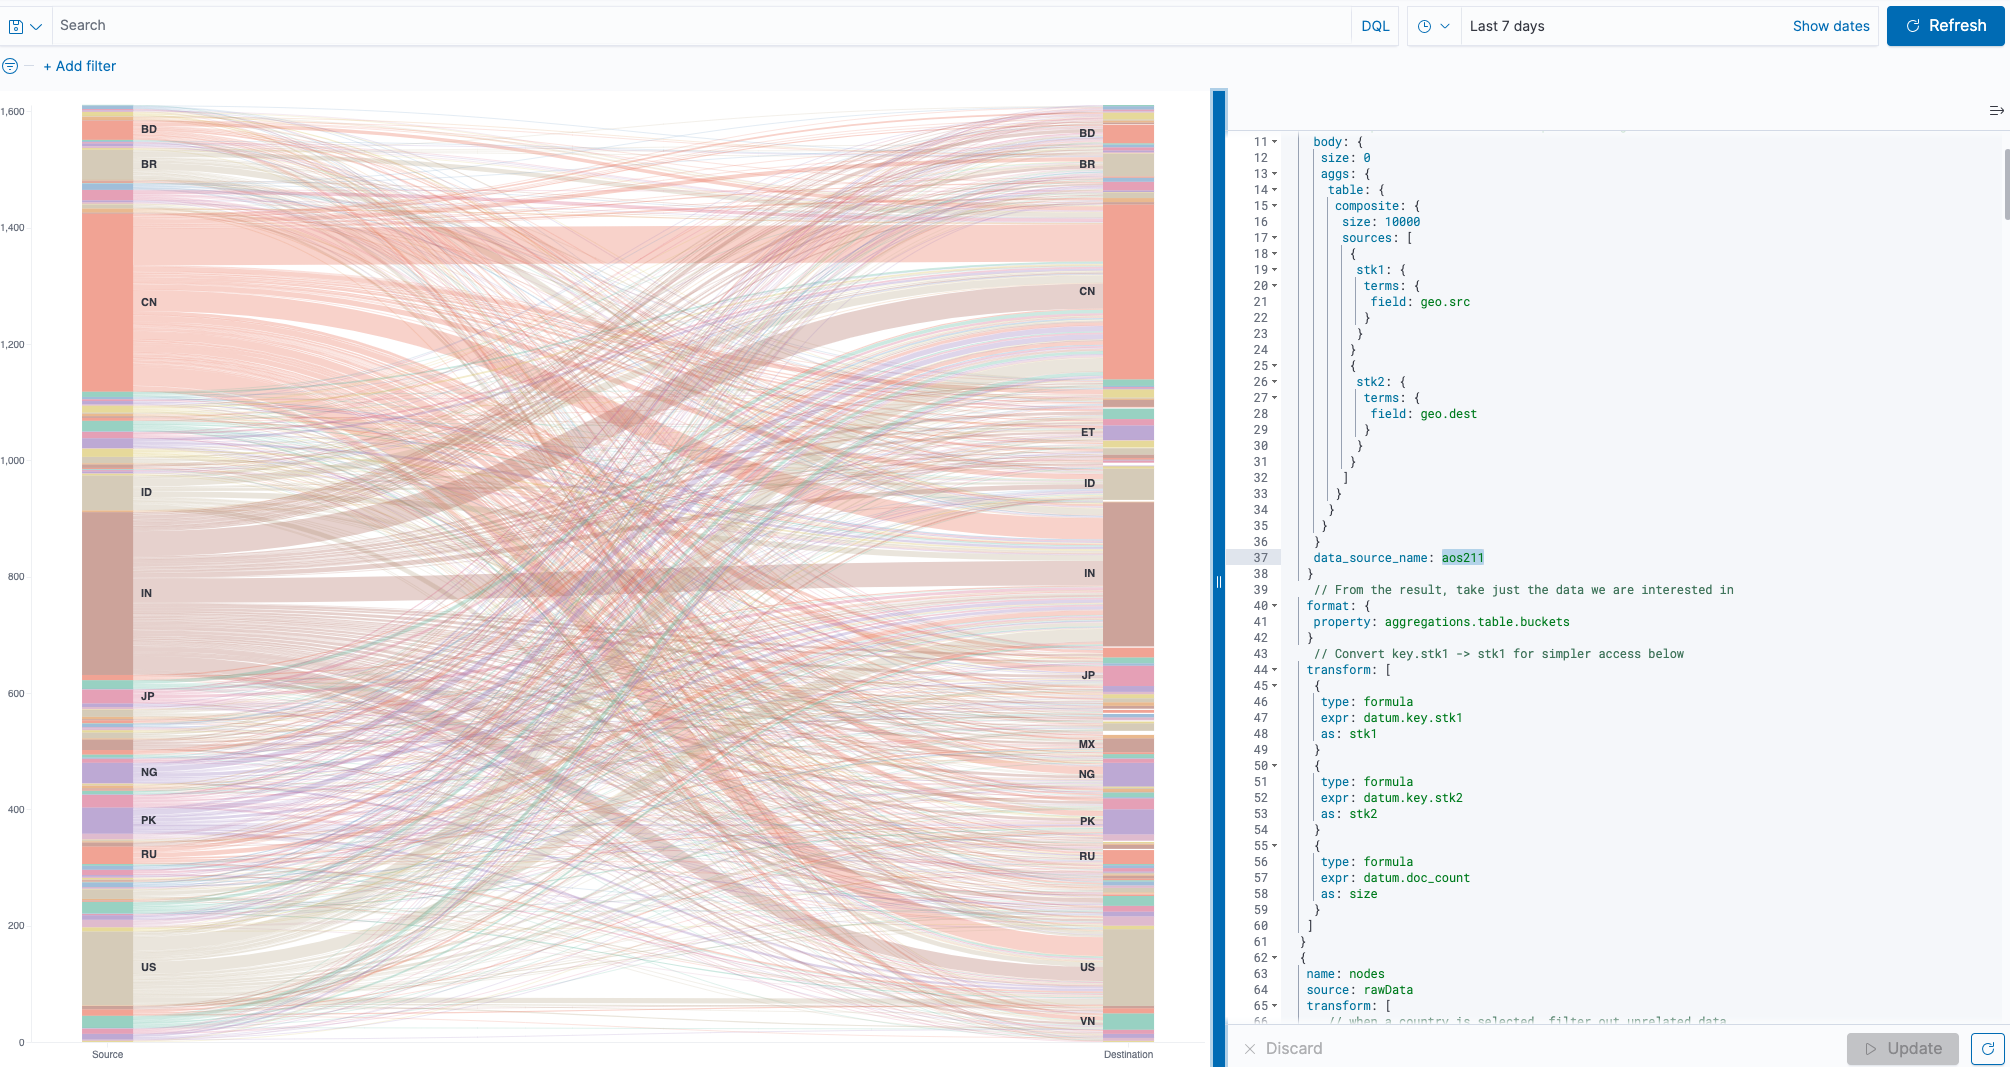 Search
DQL
Last 7 days
Show dates
Refresh
+ Add filter
1,600
1,400
1,200
1,000
800
600
400
200
0
BD
BR
CN
ID
IN
JP
NG
PK
RU
US
BD
BR
CN
ET
ID
IN
JP
MX
NG
PK
RU
US
VN
Source
Destination
11 body: {
12 size: 0
13 aggs: {
14 table: {
15 composite: {
16 size: 10000
17 sources: [
18 {
19 stk1: {
20 terms: {
21 field: geo.src
22 }
23 }
24 }
25 {
26 stk2: {
27 terms: {
28 field: geo.dest
29 }
30 }
31 }
32 ]
33 }
34 }
35 }
36 }
37 data_source_name: aos211
38 }
39 // From the result, take just the data we are interested in
40 format: {
41 property: aggregations.table.buckets
42 }
43 // Convert key.stk1 -> stk1 for simpler access below
44 transform: [
45 {
46 type: formula
47 expr: datum.key.stk1
48 as: stk1
49 }
50 {
51 type: formula
52 expr: datum.key.stk2
53 as: stk2
54 }
55 {
56 type: formula
57 expr: datum.doc_count
58 as: size
59 }
60 ]
61 }
62 {
63 name: nodes
64 source: rawData
65 transform: [
66 // when a country is selected, filter out unrelated data
Discard
Update